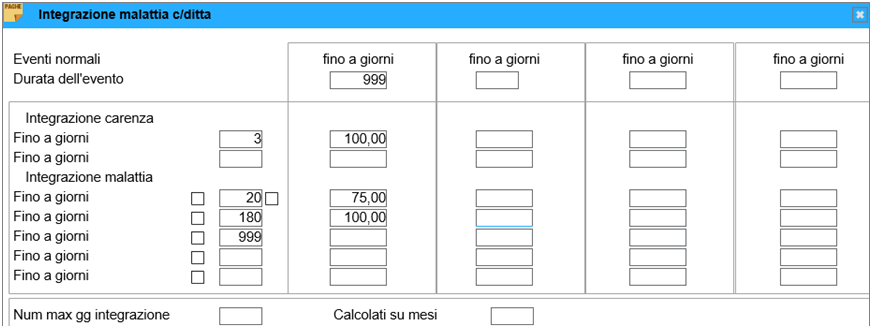 PAGHE
Integrazione malattia c/ditta
Eventi normali fino a giorni fino a giorni fino a giorni fino a giorni
Durata dell'evento 999
Integrazione carenza
Fino a giorni 3 100,00
Fino a giorni
Integrazione malattia
Fino a giorni 20 75,00
Fino a giorni 180 100,00
Fino a giorni 999
Fino a giorni
Fino a giorni
Num max gg integrazione Calcolati su mesi